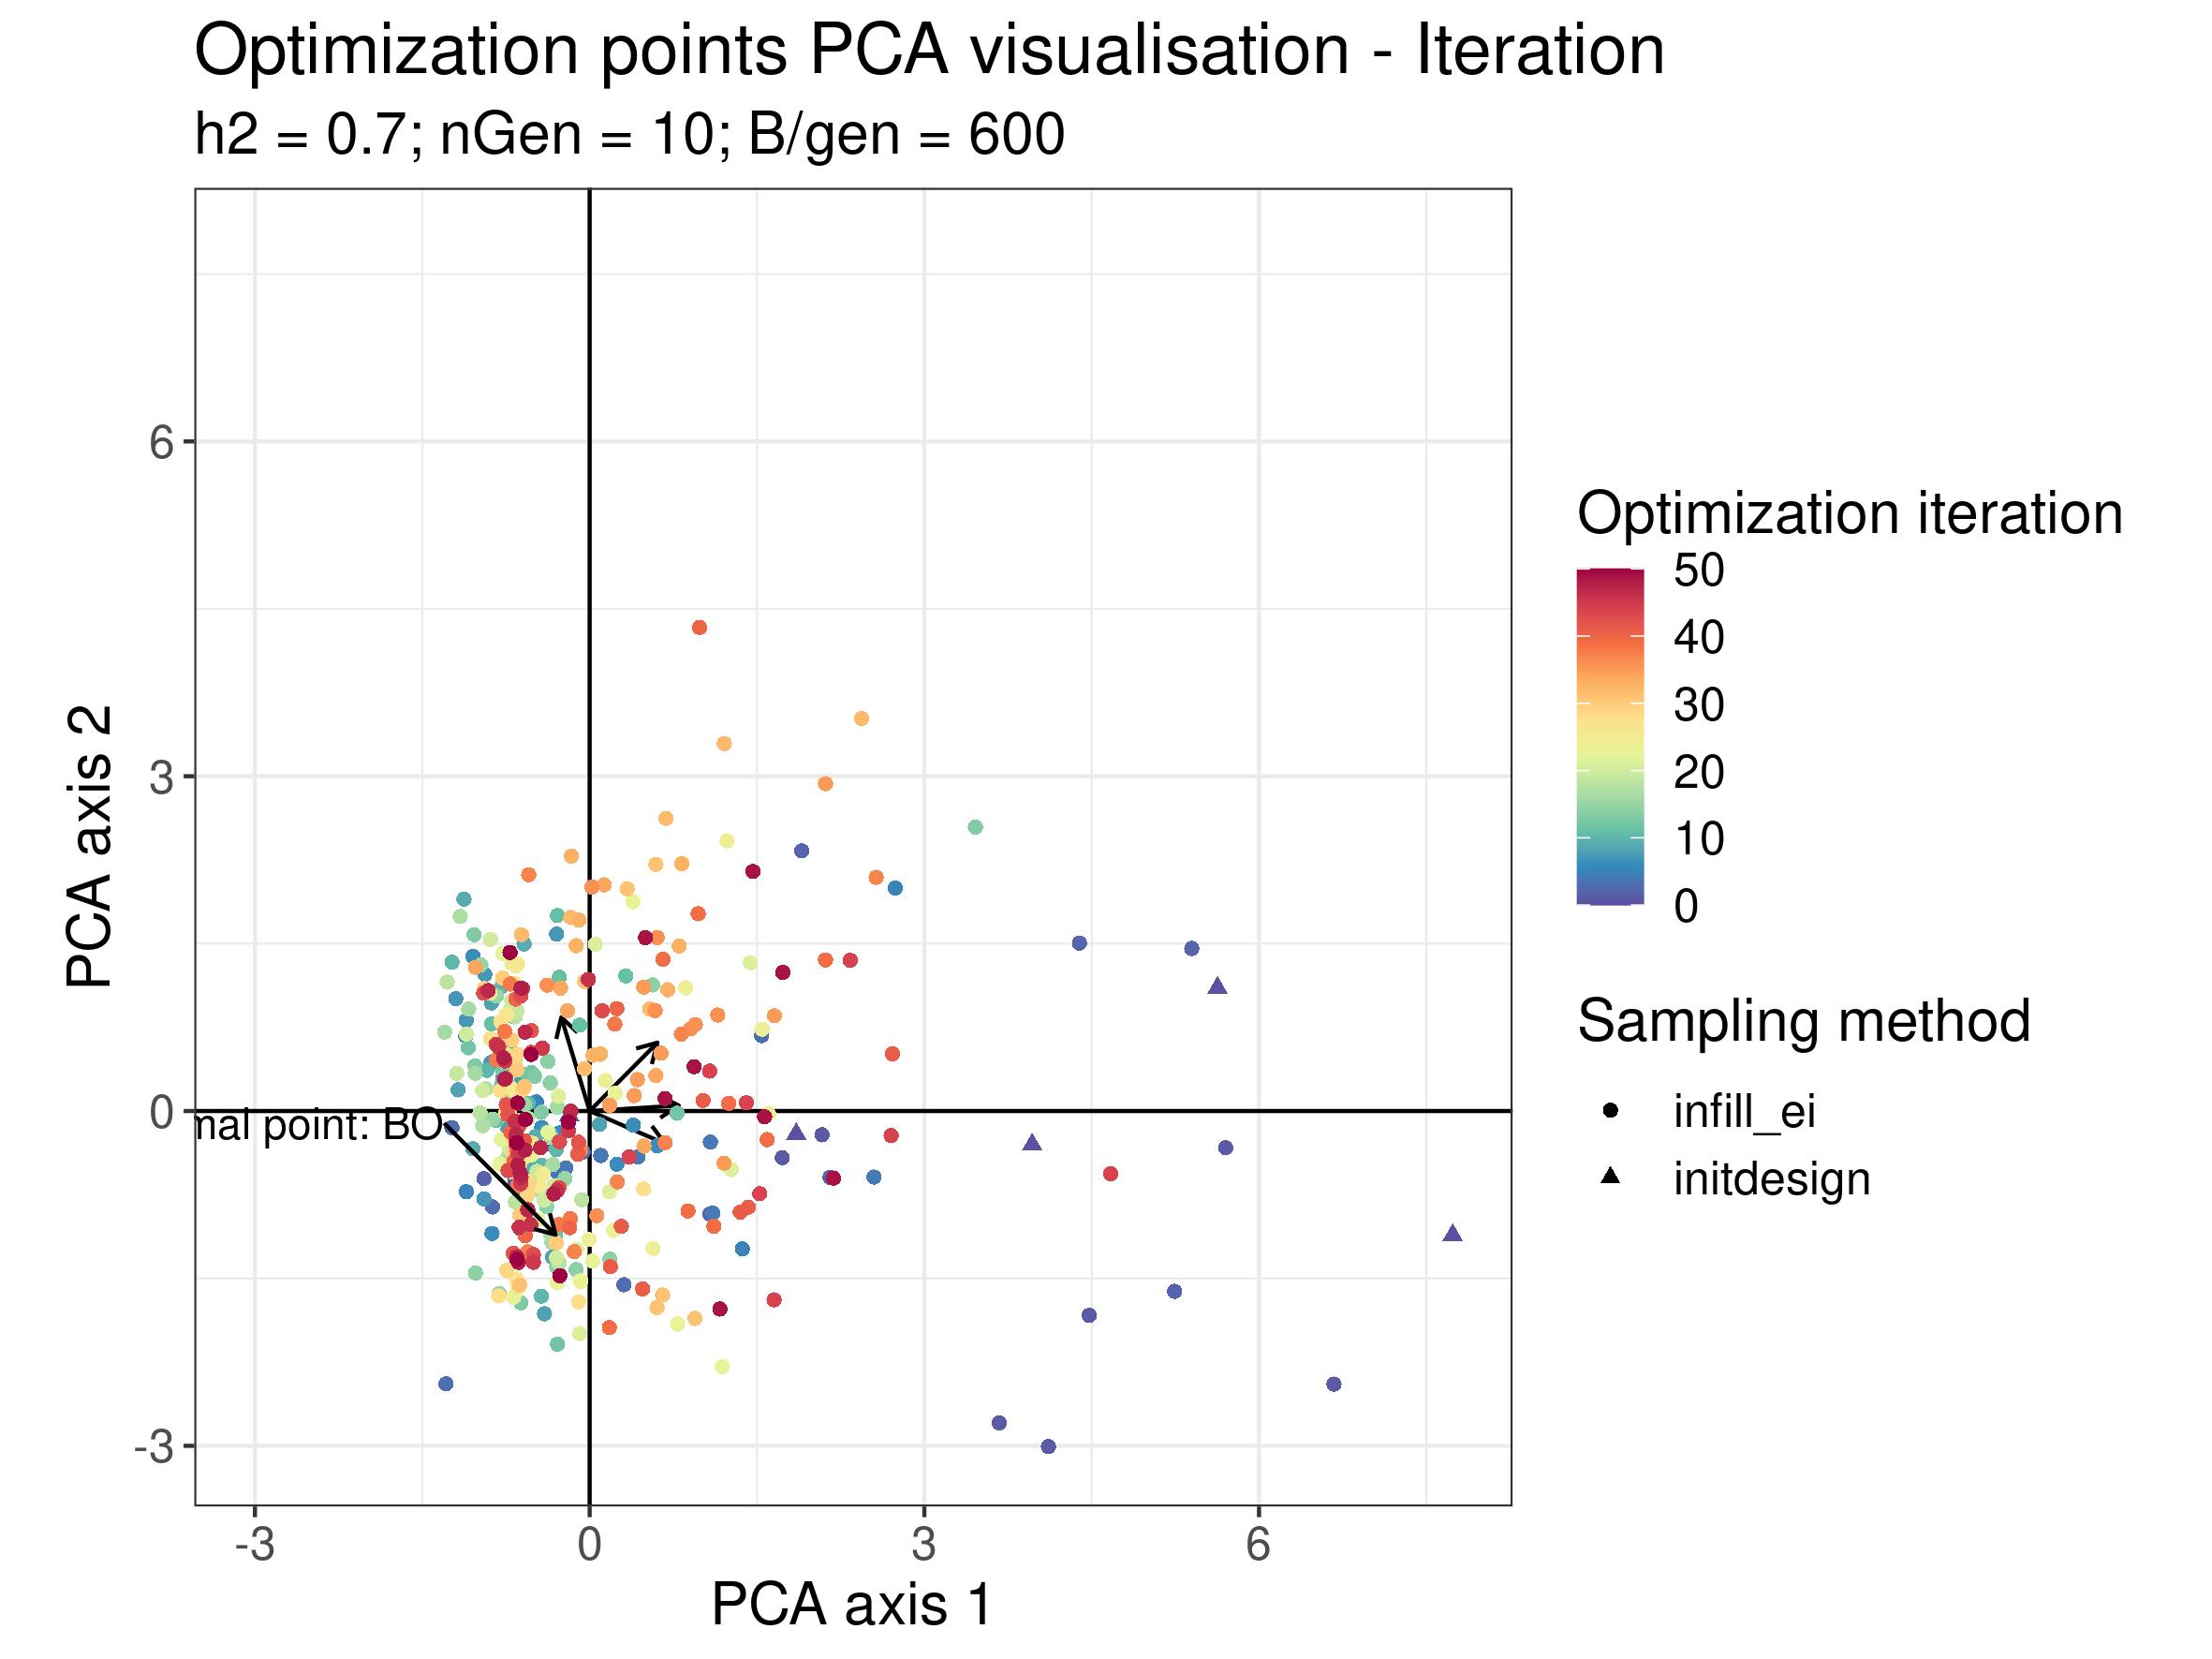 Optimization points PCA visualisation - Iteration
h2 = 0.7; nGen = 10; B/gen = 600
PCA axis 2
6
3
0
-3
nal point: BO
-3
0
3
6
PCA axis 1
Optimization iteration
50
40
30
20
10
0
Sampling method
infill_ei
initdesign